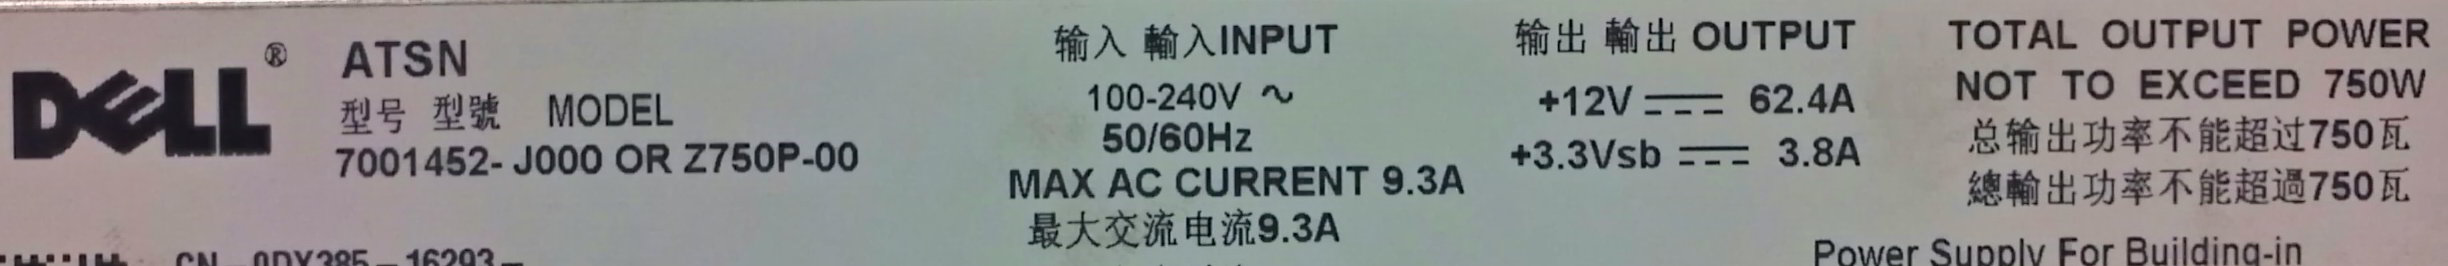 DELL®
ATSN
型号 型號 MODEL
7001452- J000 OR Z750P-00
输入 輸入INPUT
100-240V ~
50/60Hz
MAX AC CURRENT 9.3A
最大交流电流9.3A
输出 輸出 OUTPUT
+12V ⎓ 62.4A
+3.3Vsb ⎓ 3.8A
TOTAL OUTPUT POWER
NOT TO EXCEED 750W
总输出功率不能超过750瓦
總輸出功率不能超過750瓦
Power Supply For Building-in
CN - 0DX385 - 16293 -